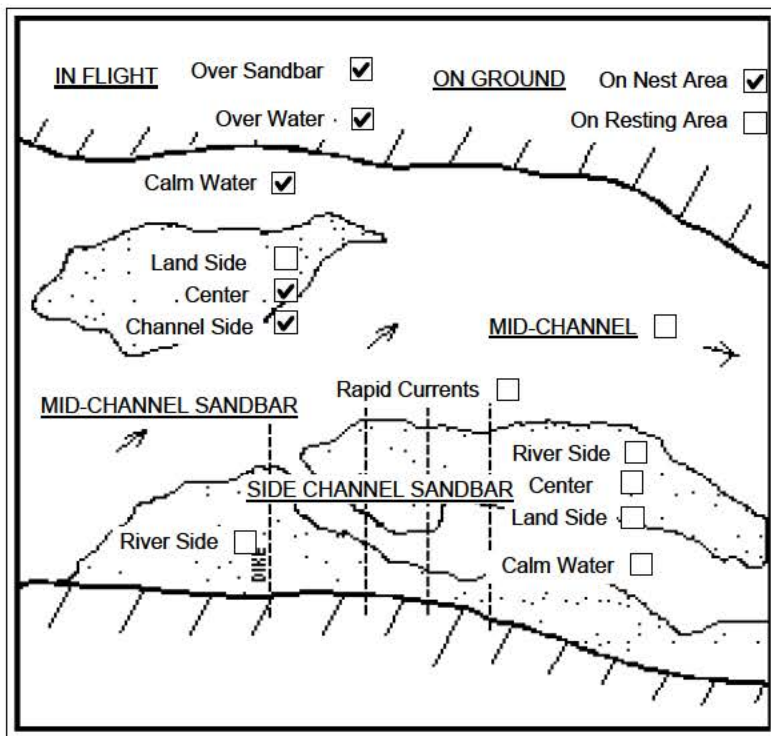 IN FLIGHT Over Sandbar ON GROUND On Nest Area
Over Water On Resting Area
Calm Water
Land Side
Center
Channel Side MID-CHANNEL
Rapid Currents
MID-CHANNEL SANDBAR
River Side
SIDE CHANNEL SANDBAR Center
Land Side
River Side DIKE Calm Water